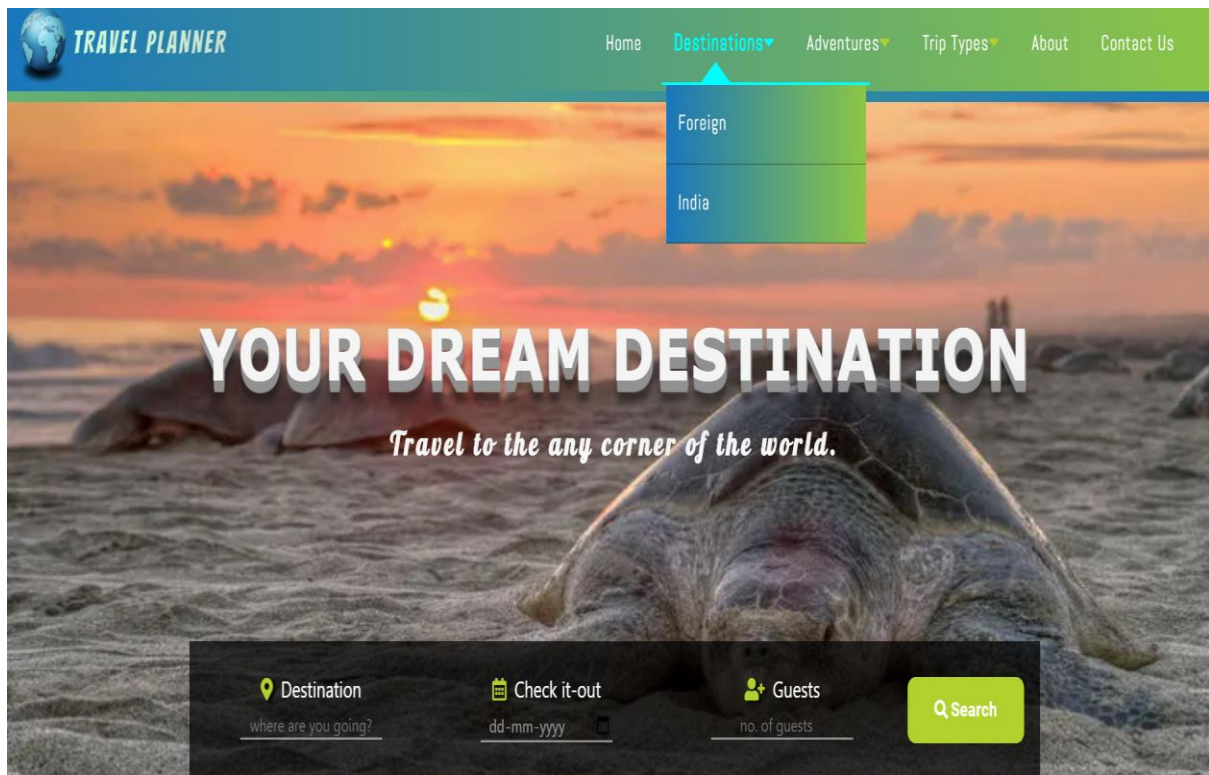 TRAVEL PLANNER
Home Destinations▾ Adventures▾ Trip Types▾ About Contact Us
Foreign
India
YOUR DREAM DESTINATION
Travel to the any corner of the world.
Destination Check it-out Guests
where are you going? dd-mm-yyyy no. of guests
Search